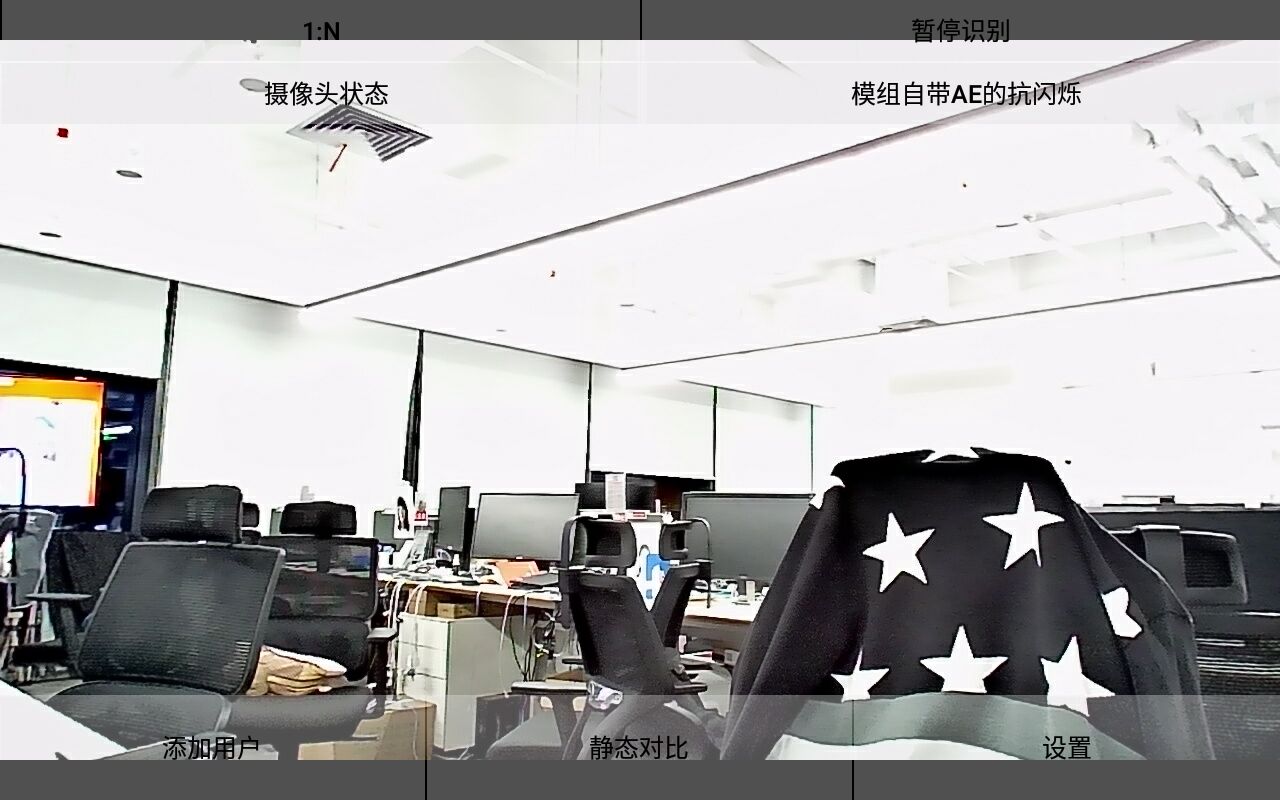 1:N
暂停识别
摄像头状态
模组自带AE的抗闪烁
添加用户
静态对比
设置